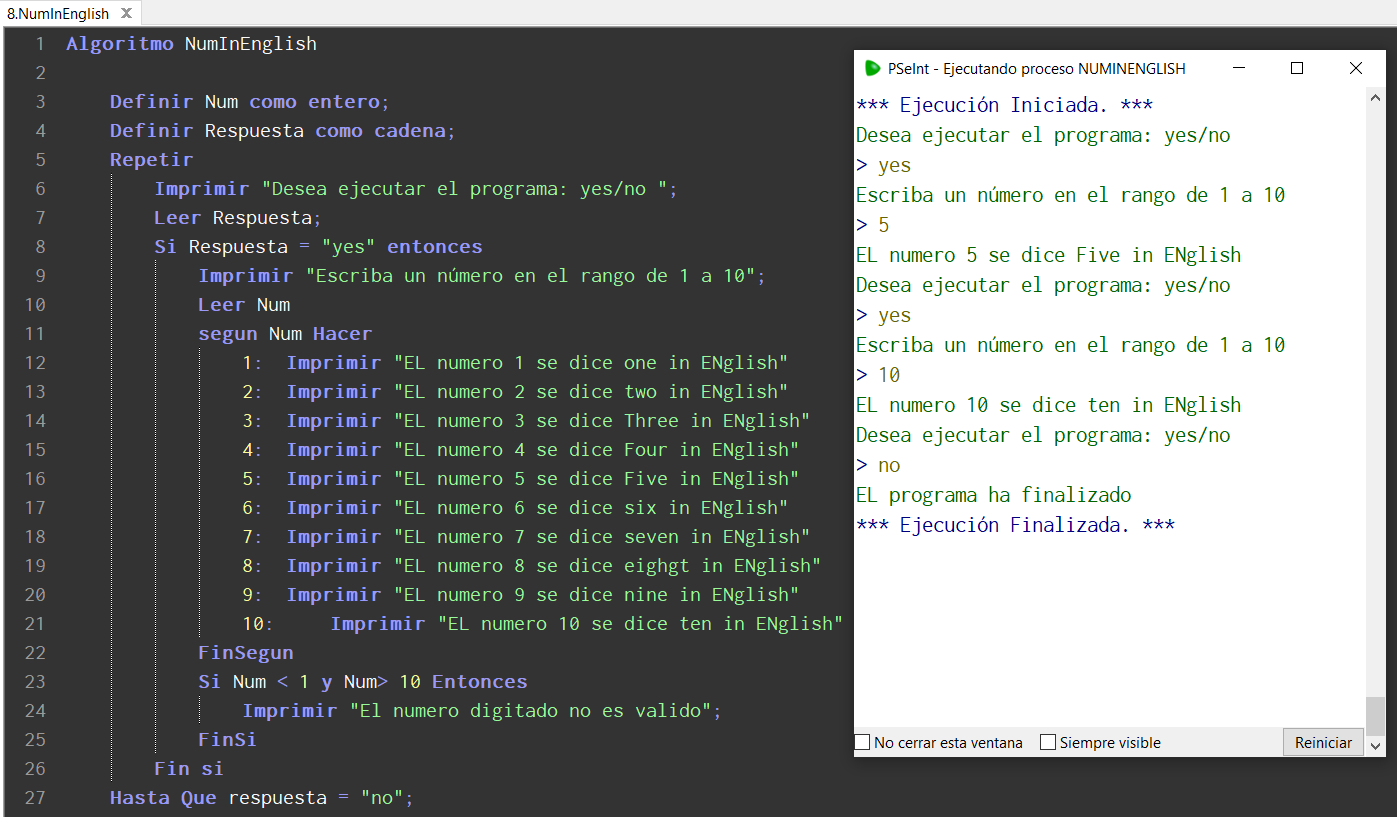 8.NumInEnglish X
1 Algoritmo NumInEnglish
2
3 Definir Num como entero;
4 Definir Respuesta como cadena;
5 Repetir
6 Imprimir "Desea ejecutar el programa: yes/no ";
7 Leer Respuesta;
8 Si Respuesta = "yes" entonces
9 Imprimir "Escriba un número en el rango de 1 a 10";
10 Leer Num
11 segun Num Hacer
12 1: Imprimir "EL numero 1 se dice one in ENglish"
13 2: Imprimir "EL numero 2 se dice two in ENglish"
14 3: Imprimir "EL numero 3 se dice Three in ENglish"
15 4: Imprimir "EL numero 4 se dice Four in ENglish"
16 5: Imprimir "EL numero 5 se dice Five in ENglish"
17 6: Imprimir "EL numero 6 se dice six in ENglish"
18 7: Imprimir "EL numero 7 se dice seven in ENglish"
19 8: Imprimir "EL numero 8 se dice eighgt in ENglish"
20 9: Imprimir "EL numero 9 se dice nine in ENglish"
21 10: Imprimir "EL numero 10 se dice ten in ENglish"
22 FinSegun
23 Si Num < 1 y Num> 10 Entonces
24 Imprimir "El numero digitado no es valido";
25 FinSi
26 Fin si
27 Hasta Que respuesta = "no";
PSeInt - Ejecutando proceso NUMINENGLISH
*** Ejecución Iniciada. ***
Desea ejecutar el programa: yes/no
> yes
Escriba un número en el rango de 1 a 10
> 5
EL numero 5 se dice Five in ENglish
Desea ejecutar el programa: yes/no
> yes
Escriba un número en el rango de 1 a 10
> 10
EL numero 10 se dice ten in ENglish
Desea ejecutar el programa: yes/no
> no
EL programa ha finalizado
*** Ejecución Finalizada. ***
No cerrar esta ventana Siempre visible Reiniciar